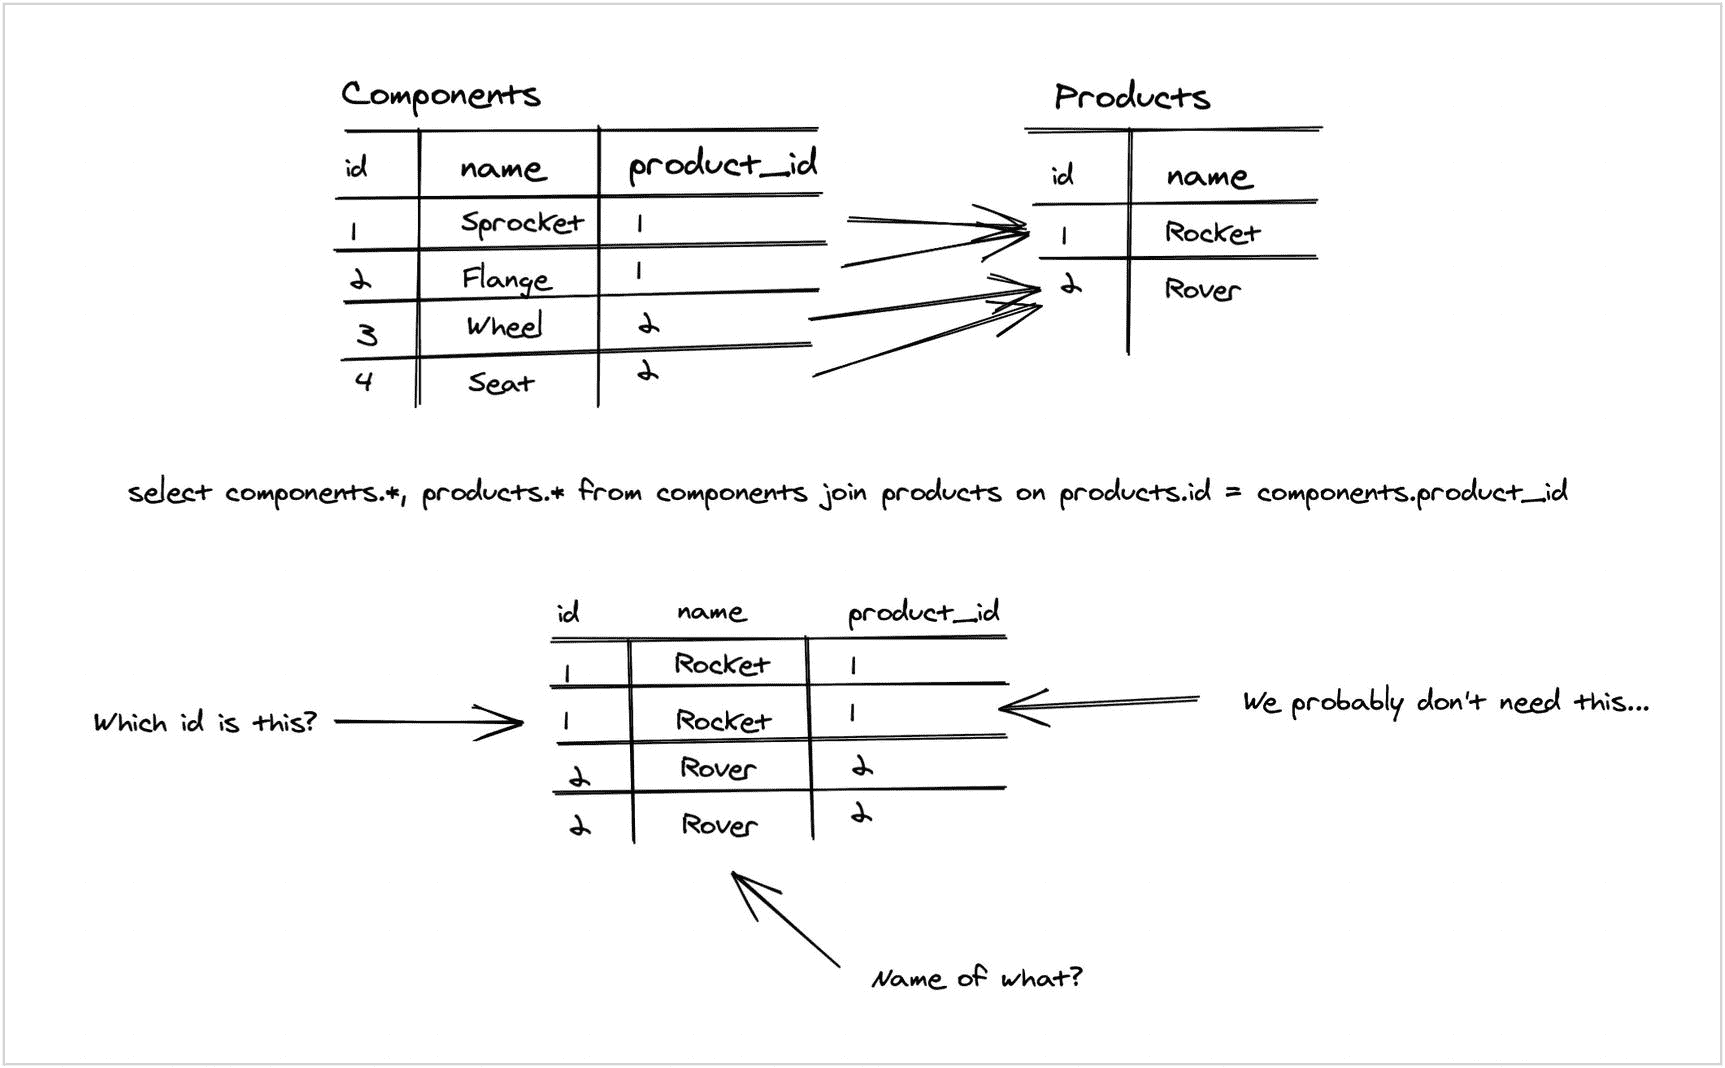 Components
id name product_id
1 Sprocket 1
2 Flange 1
3 Wheel 2
4 Seat 2
Products
id name
1 Rocket
2 Rover
select components.*, products.* from components join products on products.id = components.product_id
id name product_id
1 Rocket 1
1 Rocket 1
2 Rover 2
2 Rover 2
Which id is this?
We probably don't need this...
Name of what?